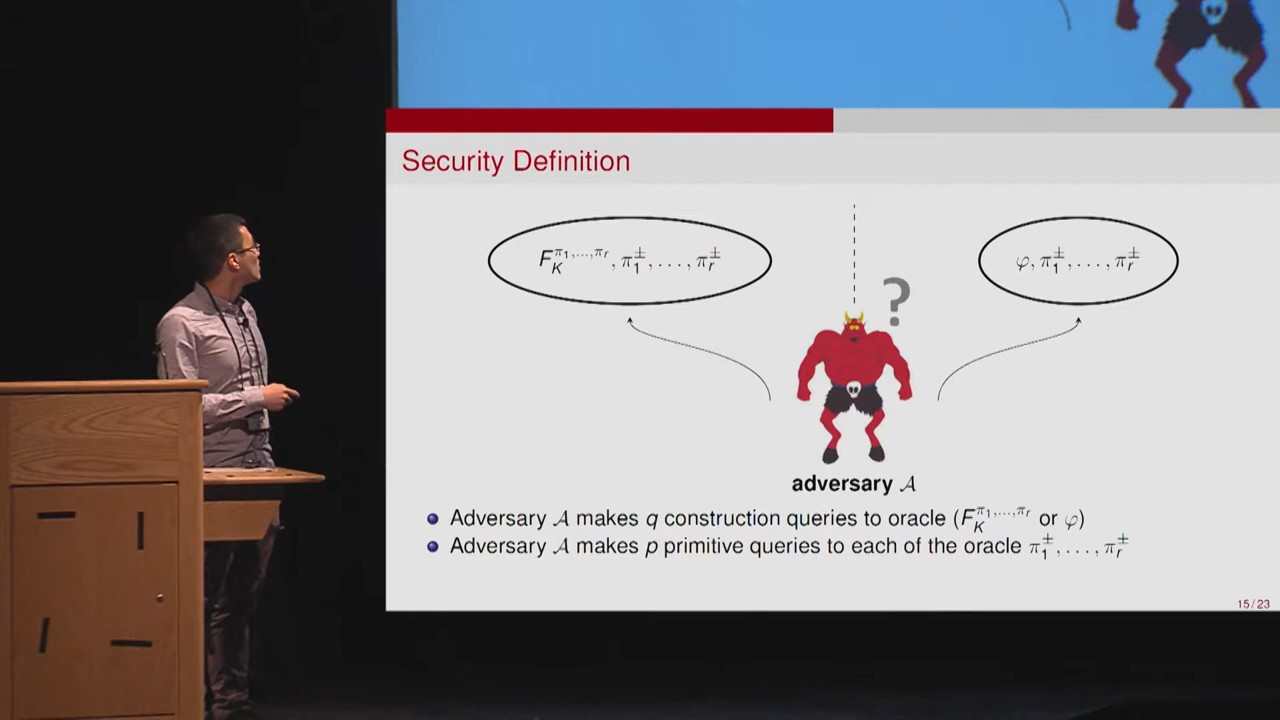 Security Definition
F_K^{π_1,...,π_r}, π_1^±, ..., π_r^±
φ, π_1^±, ..., π_r^±
?
adversary 𝒜
Adversary 𝒜 makes q construction queries to oracle (F_K^{π_1,...,π_r} or φ)
Adversary 𝒜 makes p primitive queries to each of the oracle π_1^±, ..., π_r^±
15 / 23